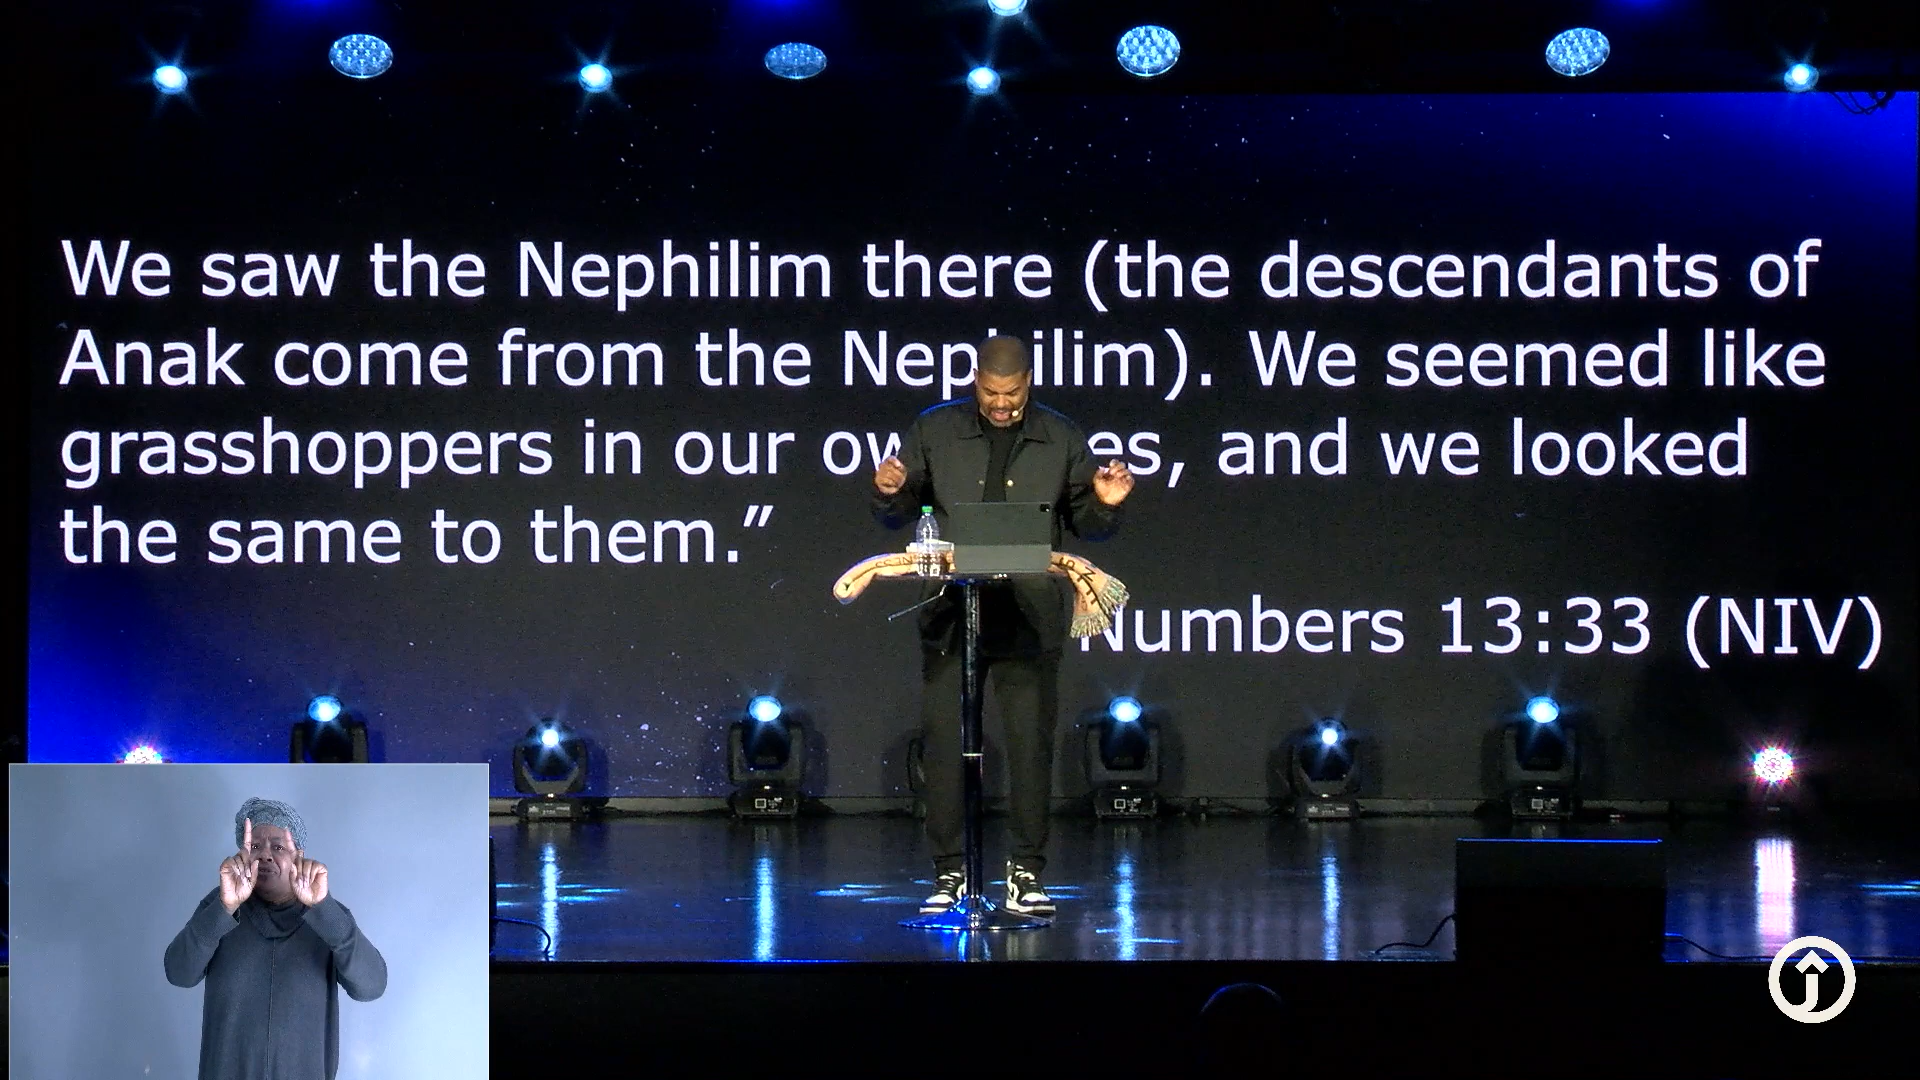 We saw the Nephilim there (the descendants of
Anak come from the Nephilim). We seemed like
grasshoppers in our and we looked
the same to them.”
Numbers 13:33 (NIV)